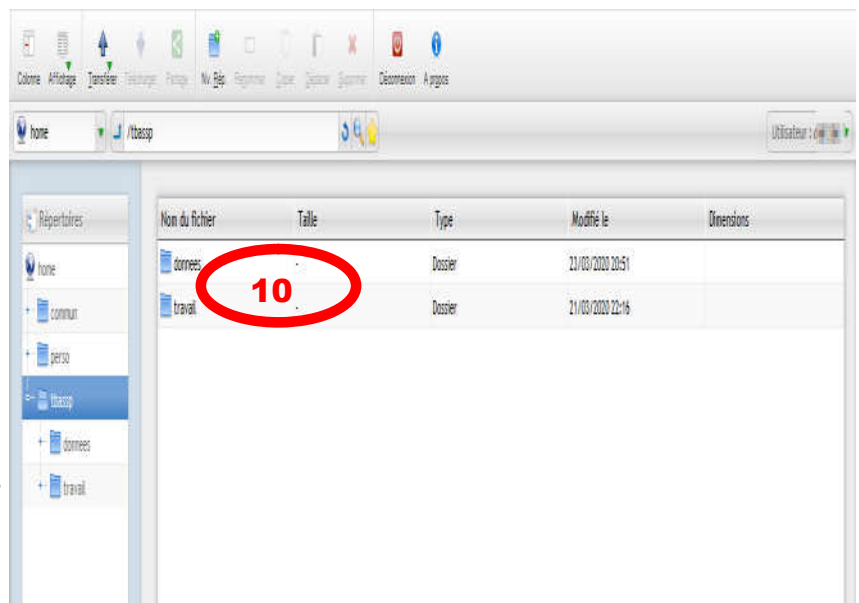 Colonne Affichage Transférer Télécharger Partage Nv. Rép. Renommer Copier Déplacer Supprimer Déconnexion A propos
home /tbassp Utilisateur :
Répertoires
home
commun
perso
tbassp
donnees
travail
Nom du fichier Taille Type Modifié le Dimensions
donnees - Dossier 23/03/2020 20:51
travail - Dossier 21/03/2020 22:16
10